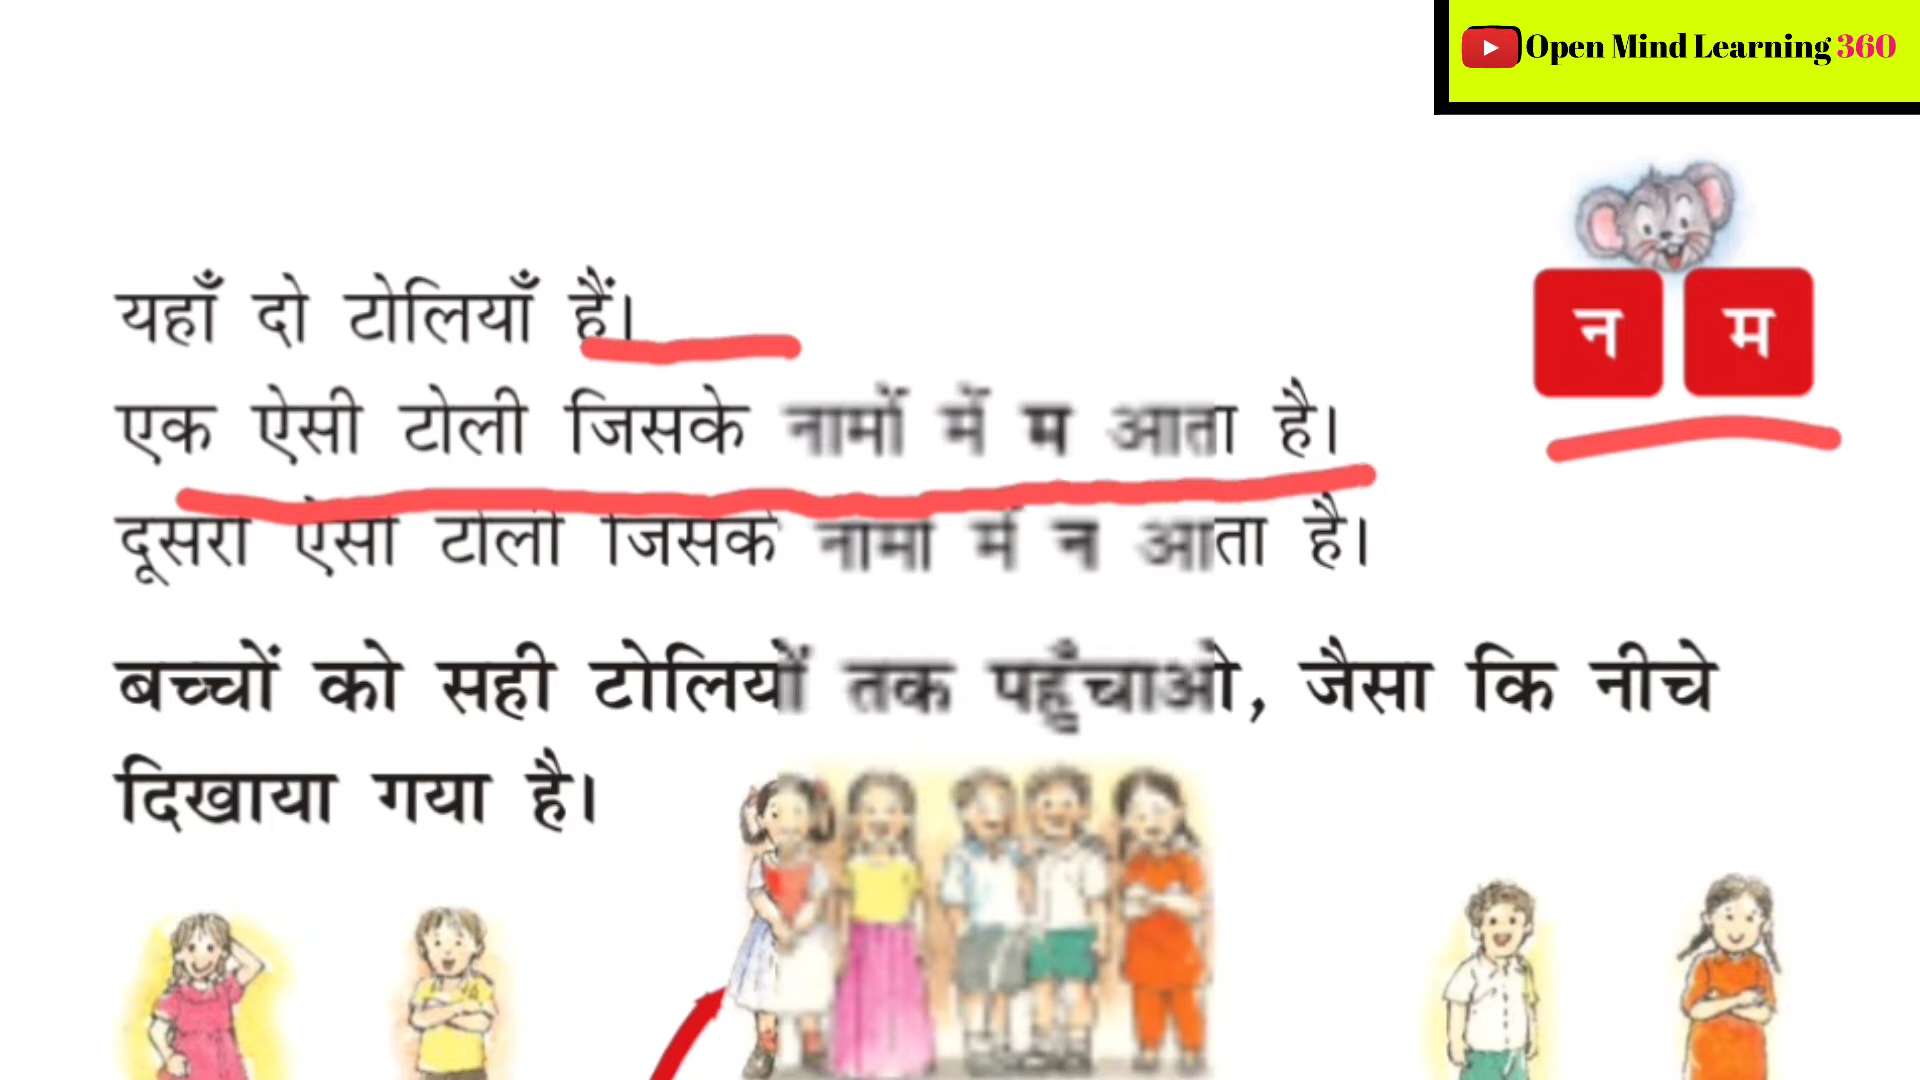 Open Mind Learning 360
न म
यहाँ दो टोलियाँ हैं।
एक ऐसी टोली जिसके नामों में म आता है।
दूसरी ऐसी टोली जिसके नामों में न आता है।
बच्चों को सही टोलियों तक पहुँचाओ, जैसा कि नीचे
दिखाया गया है।